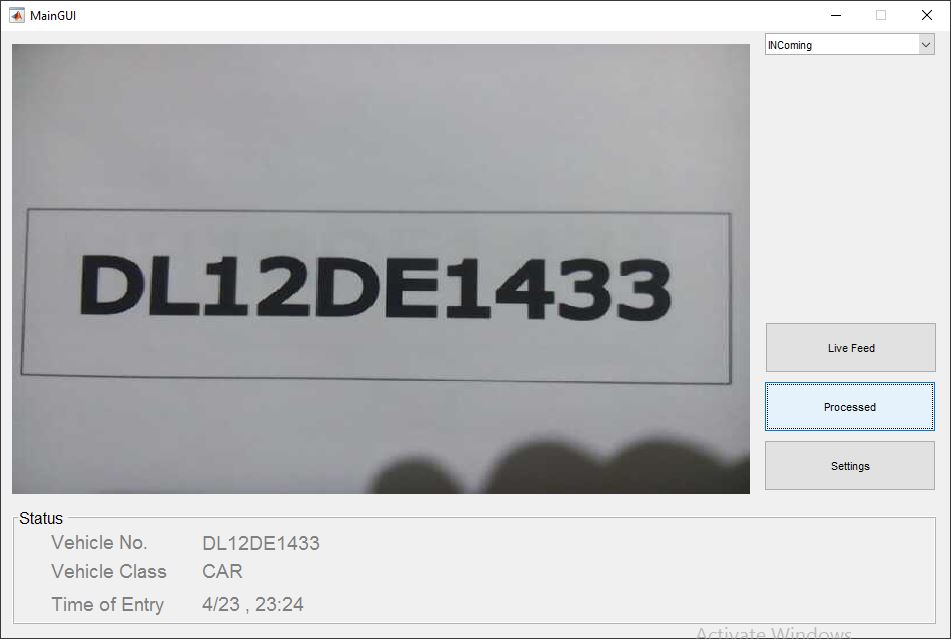 MainGUI
INComing
DL12DE1433
Live Feed
Processed
Settings
Status
Vehicle No. DL12DE1433
Vehicle Class CAR
Time of Entry 4/23 , 23:24
Activate Windows